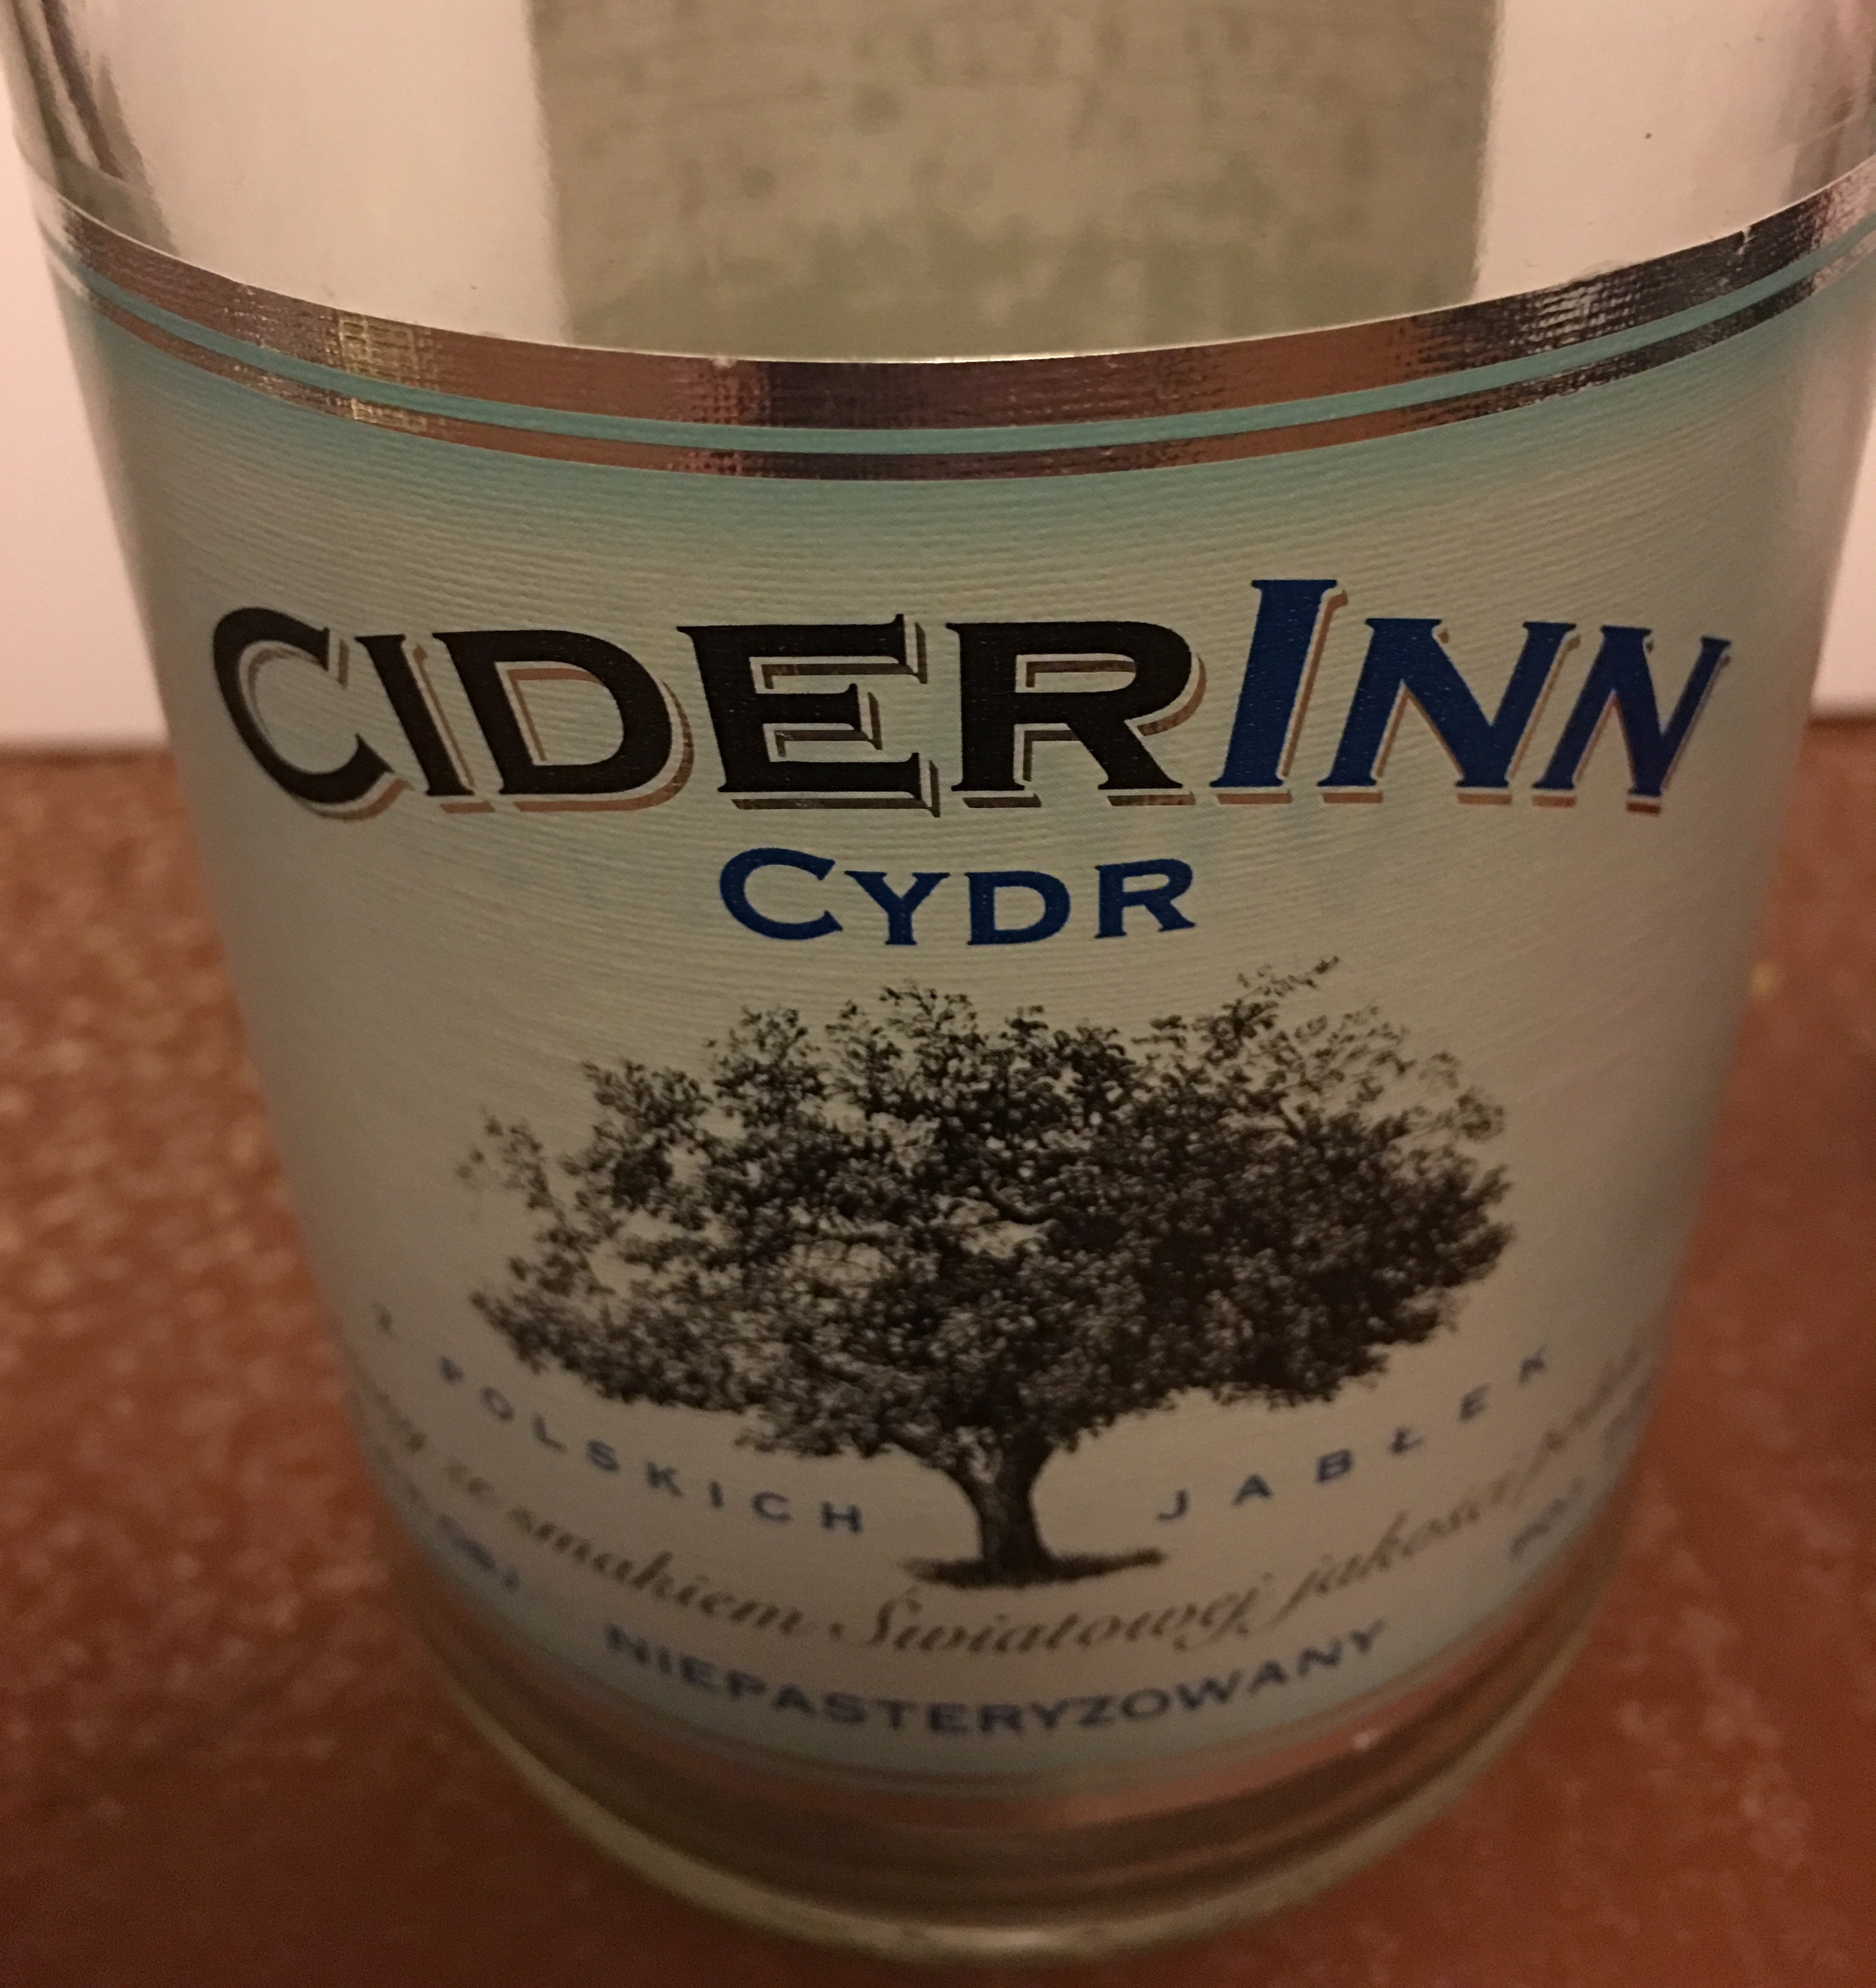 CIDERINN
CYDR
Z POLSKICH JABŁEK
ze smakiem Światowej jakości
NIEPASTERYZOWANY